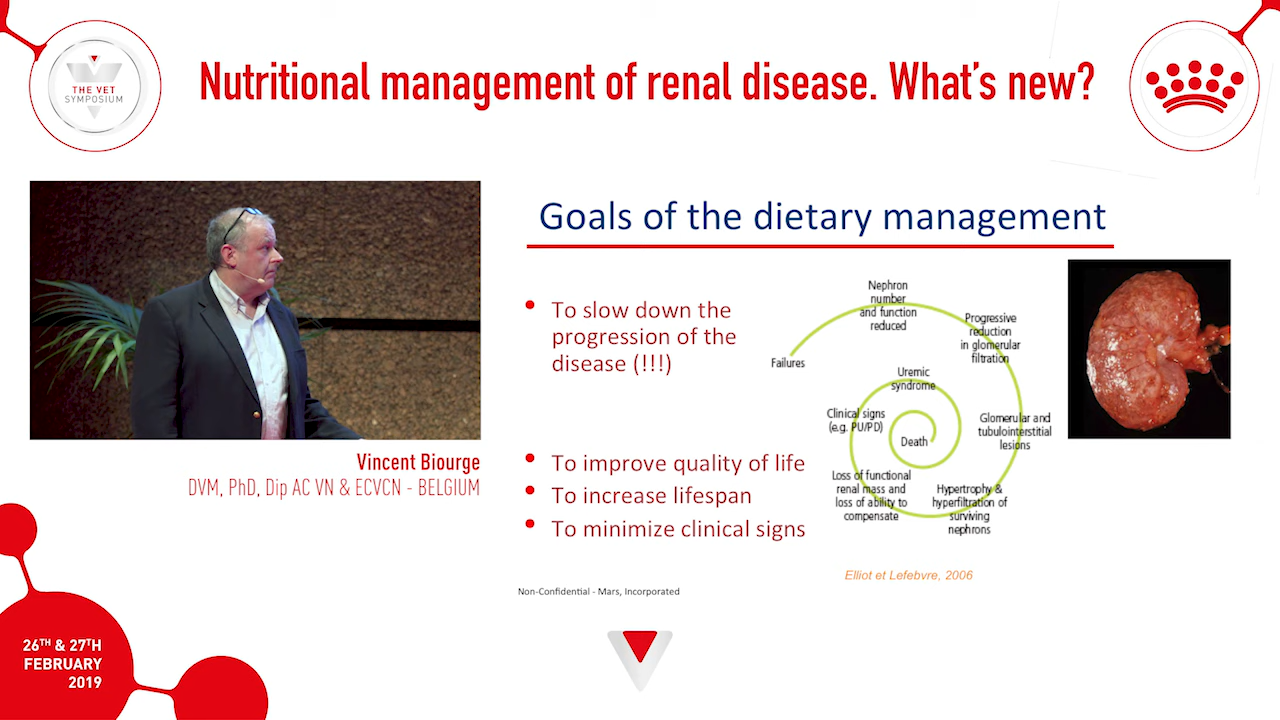 THE VET
SYMPOSIUM
Nutritional management of renal disease. What's new?
Vincent Biourge
DVM, PhD, Dip AC VN & ECVCN - BELGIUM
Goals of the dietary management
• To slow down the
progression of the
disease (!!!)
• To improve quality of life
• To increase lifespan
• To minimize clinical signs
Failures
Nephron
number
and function
reduced
Progressive
reduction
in glomerular
filtration
Glomerular and
tubulointerstitial
lesions
Hypertrophy &
hyperfiltration of
surviving
nephrons
Loss of functional
renal mass and
loss of ability to
compensate
Clinical signs
(e.g. PU/PD)
Uremic
syndrome
Death
Elliot et Lefebvre, 2006
Non-Confidential - Mars, Incorporated
26TH & 27TH
FEBRUARY
2019